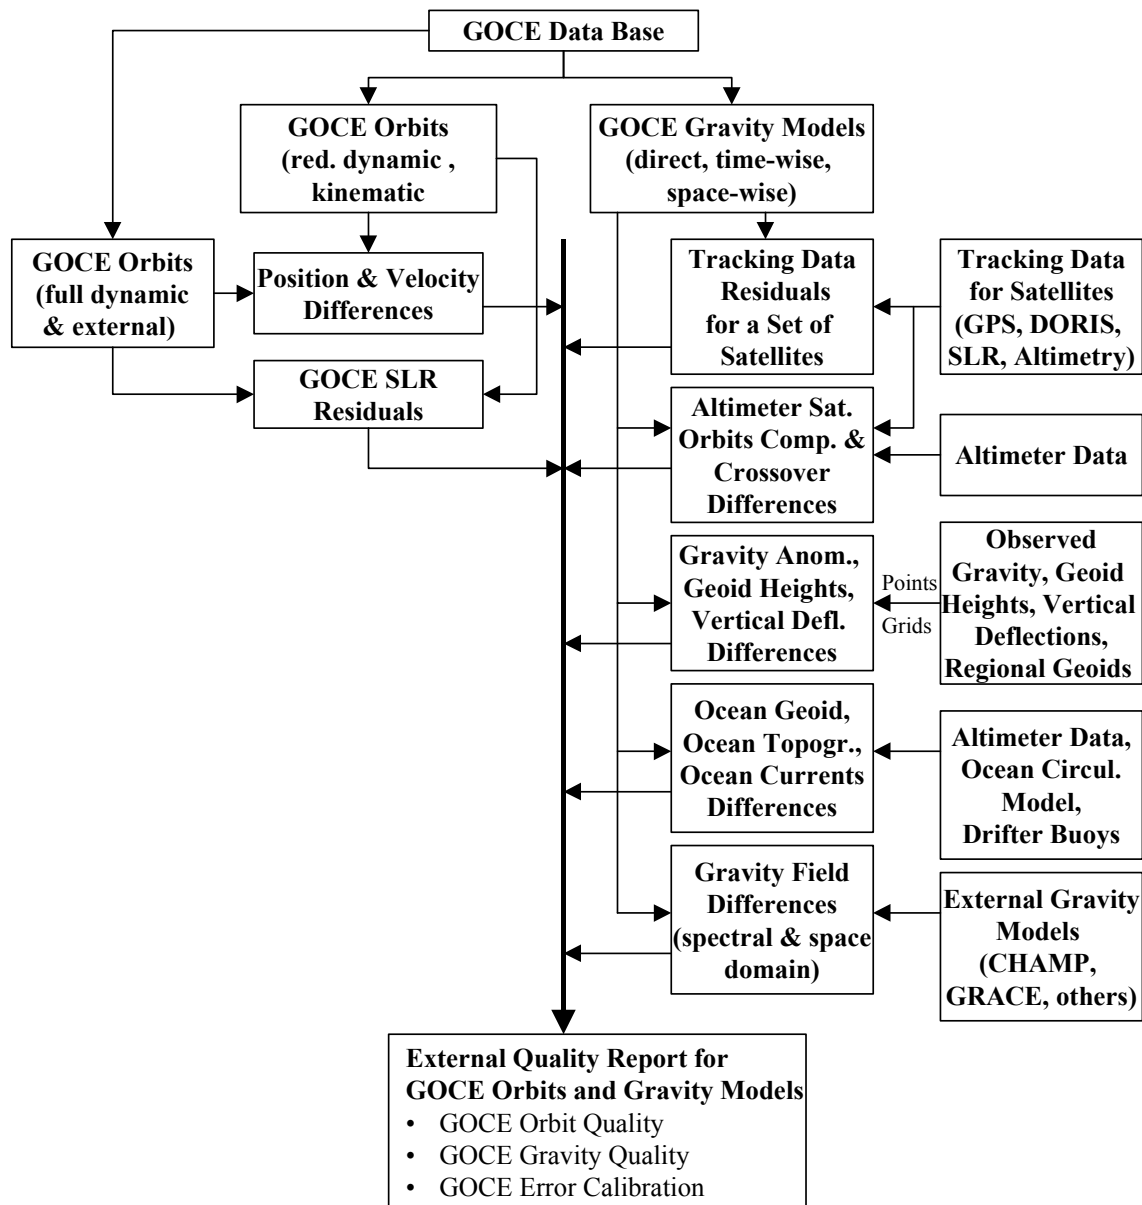 GOCE Data Base
GOCE Orbits
(red. dynamic ,
kinematic
GOCE Gravity Models
(direct, time-wise,
space-wise)
GOCE Orbits
(full dynamic
& external)
Position & Velocity
Differences
Tracking Data
Residuals
for a Set of
Satellites
Tracking Data
for Satellites
(GPS, DORIS,
SLR, Altimetry)
GOCE SLR
Residuals
Altimeter Sat.
Orbits Comp. &
Crossover
Differences
Altimeter Data
Gravity Anom.,
Geoid Heights,
Vertical Defl.
Differences
Points
Grids
Observed
Gravity, Geoid
Heights, Vertical
Deflections,
Regional Geoids
Ocean Geoid,
Ocean Topogr.,
Ocean Currents
Differences
Altimeter Data,
Ocean Circul.
Model,
Drifter Buoys
Gravity Field
Differences
(spectral & space
domain)
External Gravity
Models
(CHAMP,
GRACE, others)
External Quality Report for
GOCE Orbits and Gravity Models
• GOCE Orbit Quality
• GOCE Gravity Quality
• GOCE Error Calibration